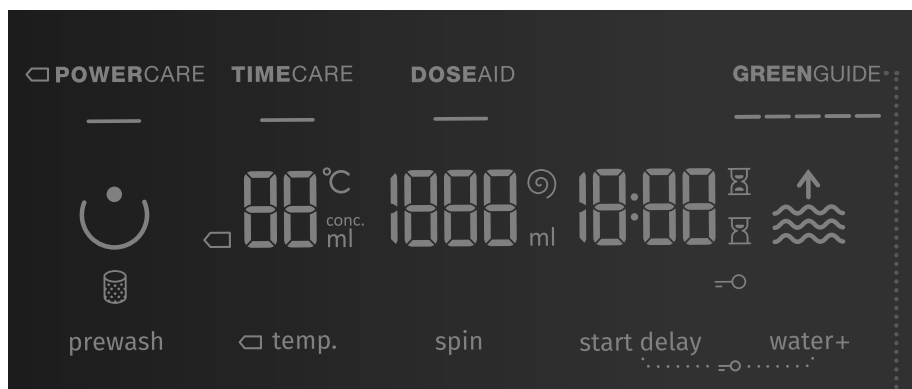 POWERCARE TIMECARE DOSEAID GREENGUIDE
88 °C 1888 18:88
conc.
ml ml
prewash temp. spin start delay water+